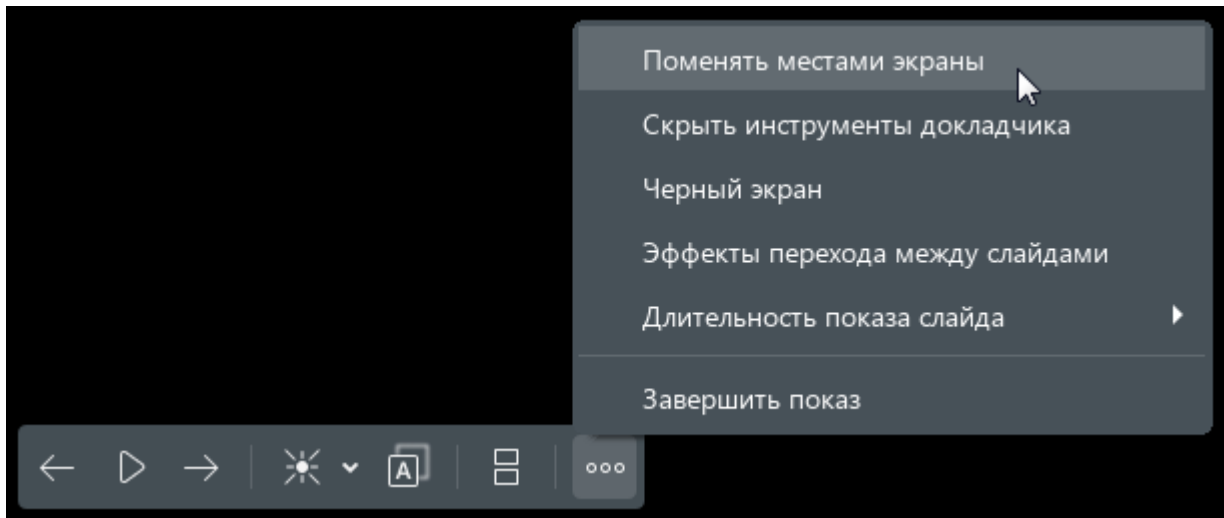 Поменять местами экраны
Скрыть инструменты докладчика
Черный экран
Эффекты перехода между слайдами
Длительность показа слайда
Завершить показ
A